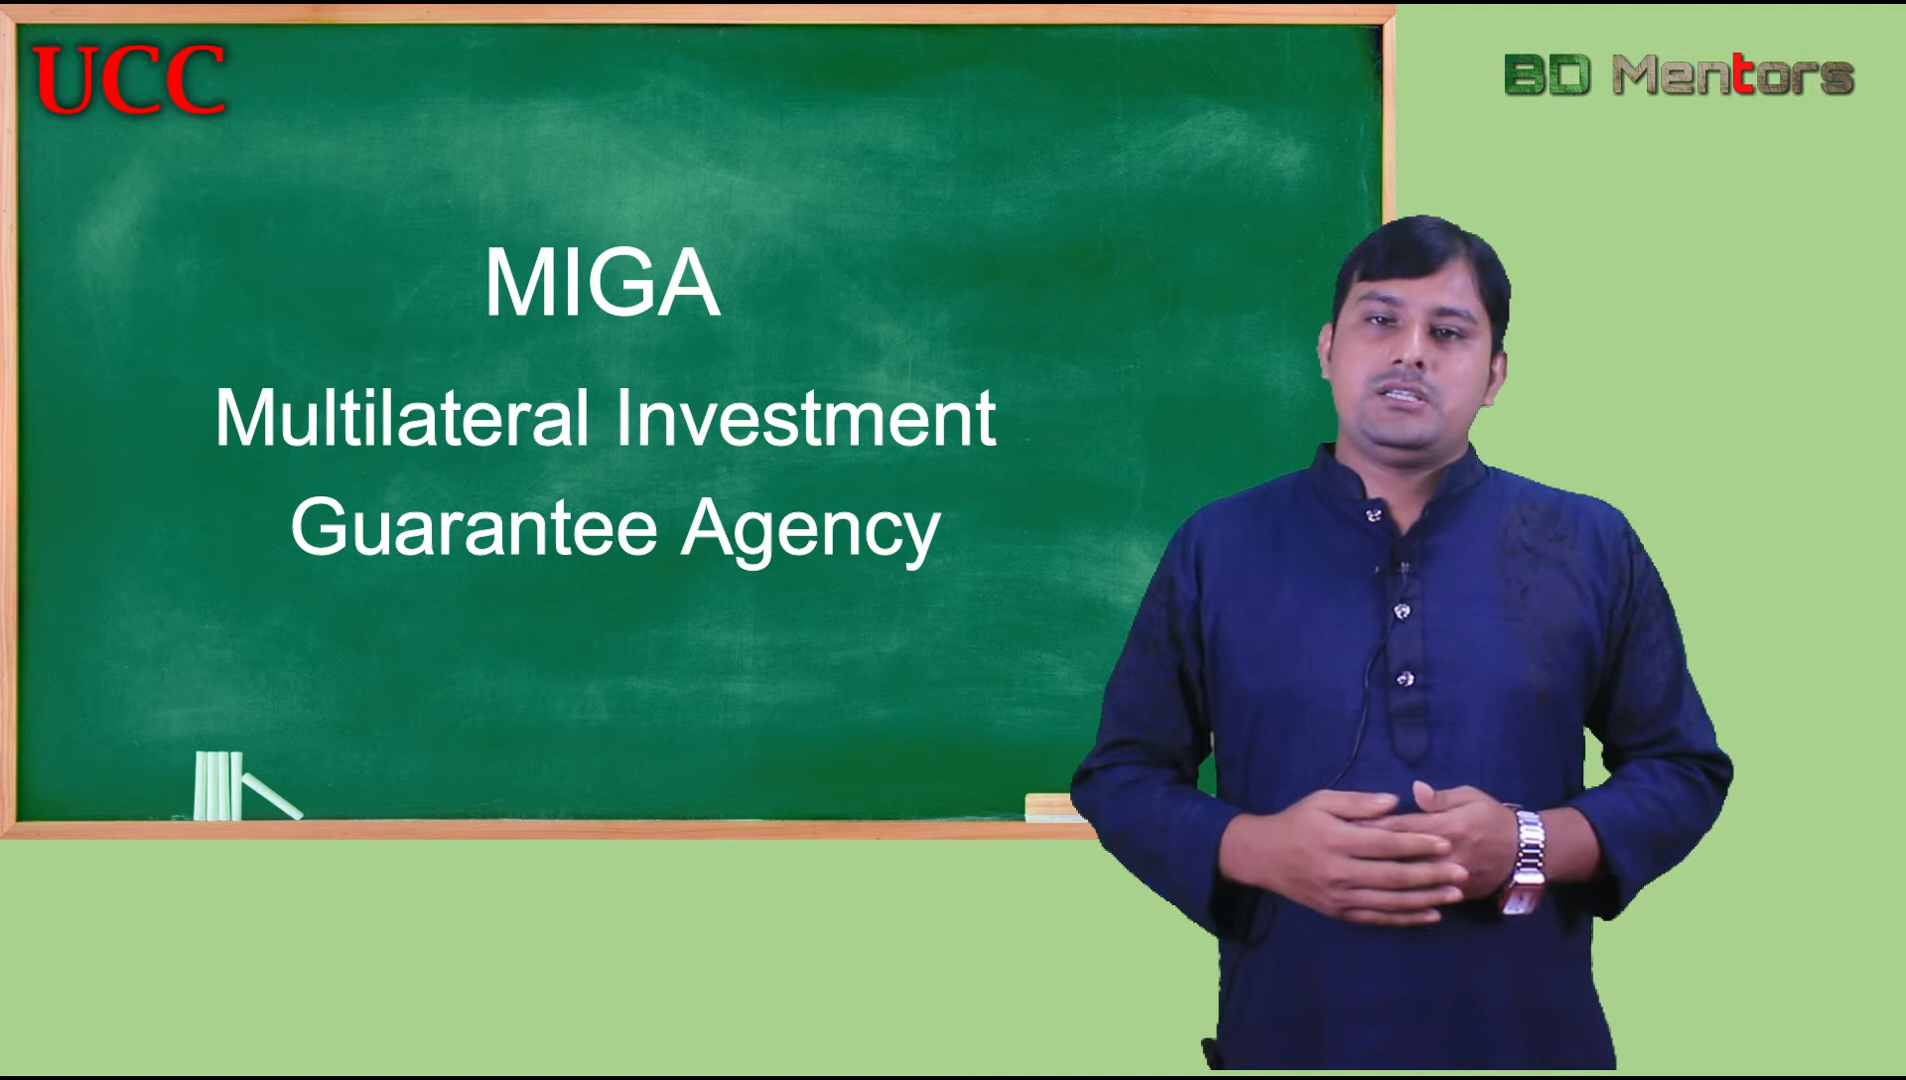 UCC
BD Mentors
MIGA
Multilateral Investment
Guarantee Agency